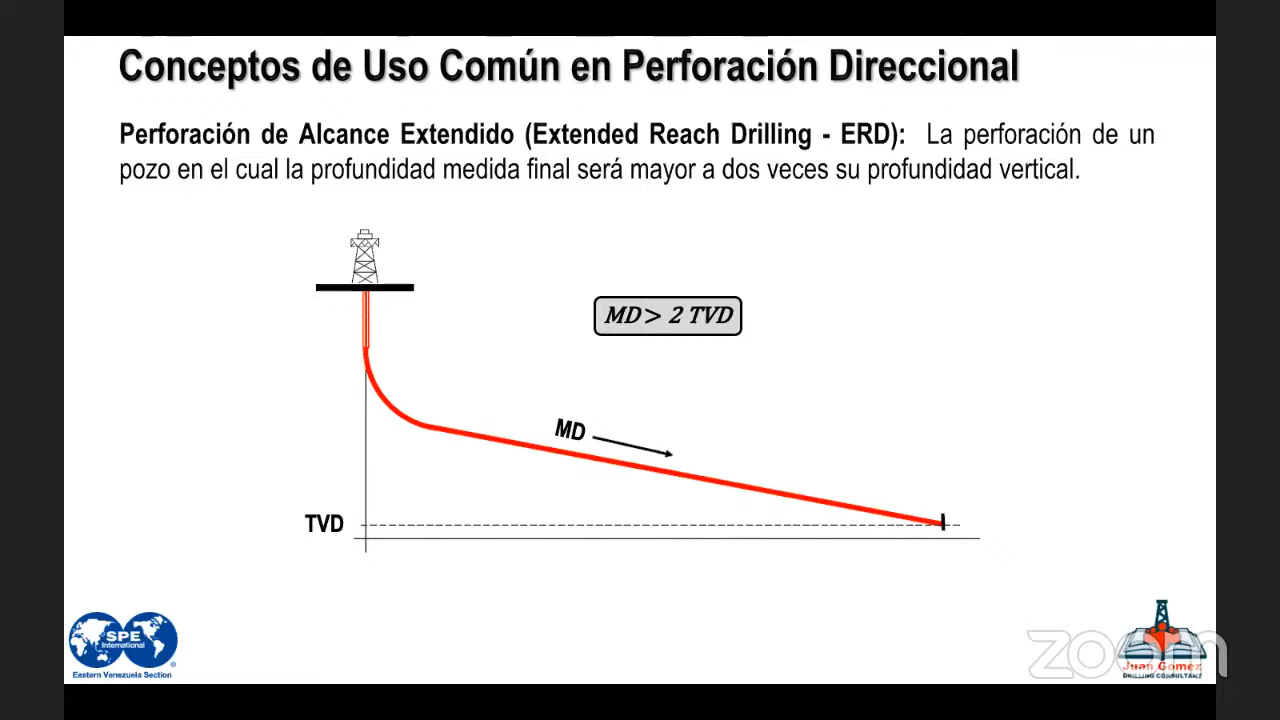 Conceptos de Uso Común en Perforación Direccional
Perforación de Alcance Extendido (Extended Reach Drilling - ERD): La perforación de un
pozo en el cual la profundidad medida final será mayor a dos veces su profundidad vertical.
MD > 2 TVD
MD
TVD
SPE
International
®
Eastern Venezuela Section
zoom
Juan Gomez
DRILLING CONSULTANT